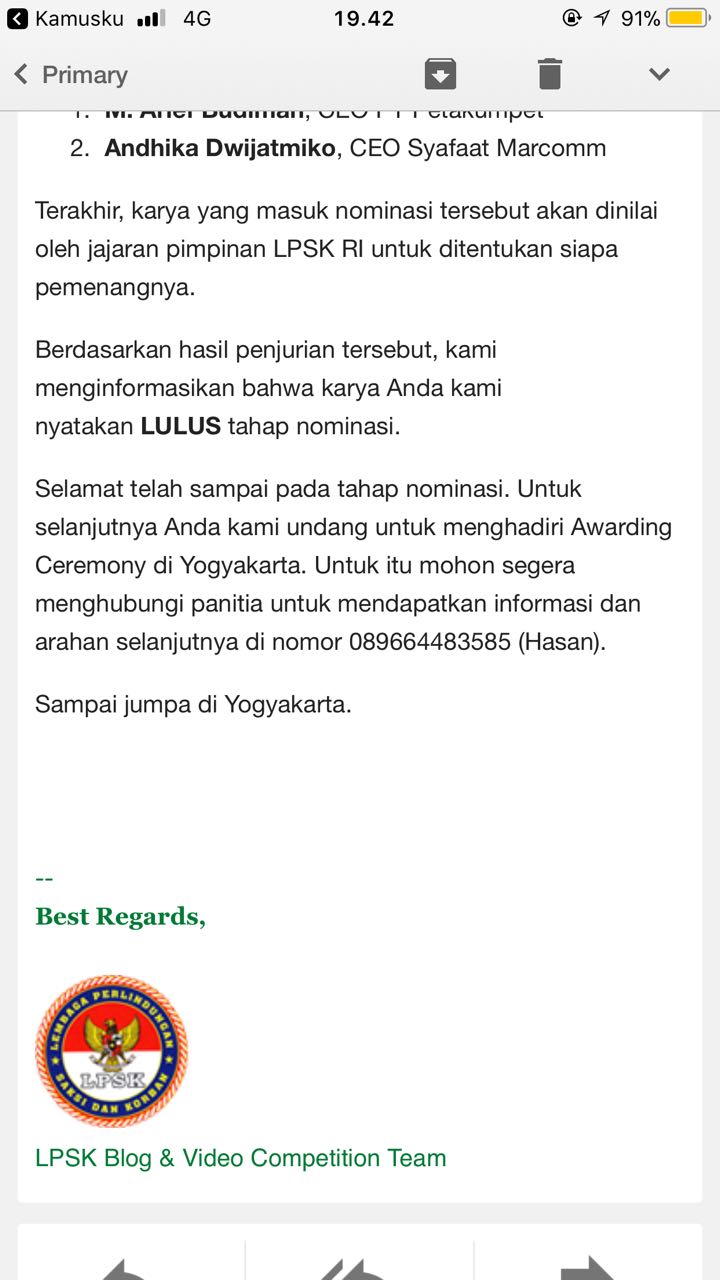 Kamusku 4G 19.42 91%
Primary
1. M. Arief Budiman, CEO PT Petakumpet
2. Andhika Dwijatmiko, CEO Syafaat Marcomm
Terakhir, karya yang masuk nominasi tersebut akan dinilai
oleh jajaran pimpinan LPSK RI untuk ditentukan siapa
pemenangnya.
Berdasarkan hasil penjurian tersebut, kami
menginformasikan bahwa karya Anda kami
nyatakan LULUS tahap nominasi.
Selamat telah sampai pada tahap nominasi. Untuk
selanjutnya Anda kami undang untuk menghadiri Awarding
Ceremony di Yogyakarta. Untuk itu mohon segera
menghubungi panitia untuk mendapatkan informasi dan
arahan selanjutnya di nomor 089664483585 (Hasan).
Sampai jumpa di Yogyakarta.
--
Best Regards,
LEMBAGA PERLINDUNGAN
LPSK
SAKSI DAN KORBAN
LPSK Blog & Video Competition Team